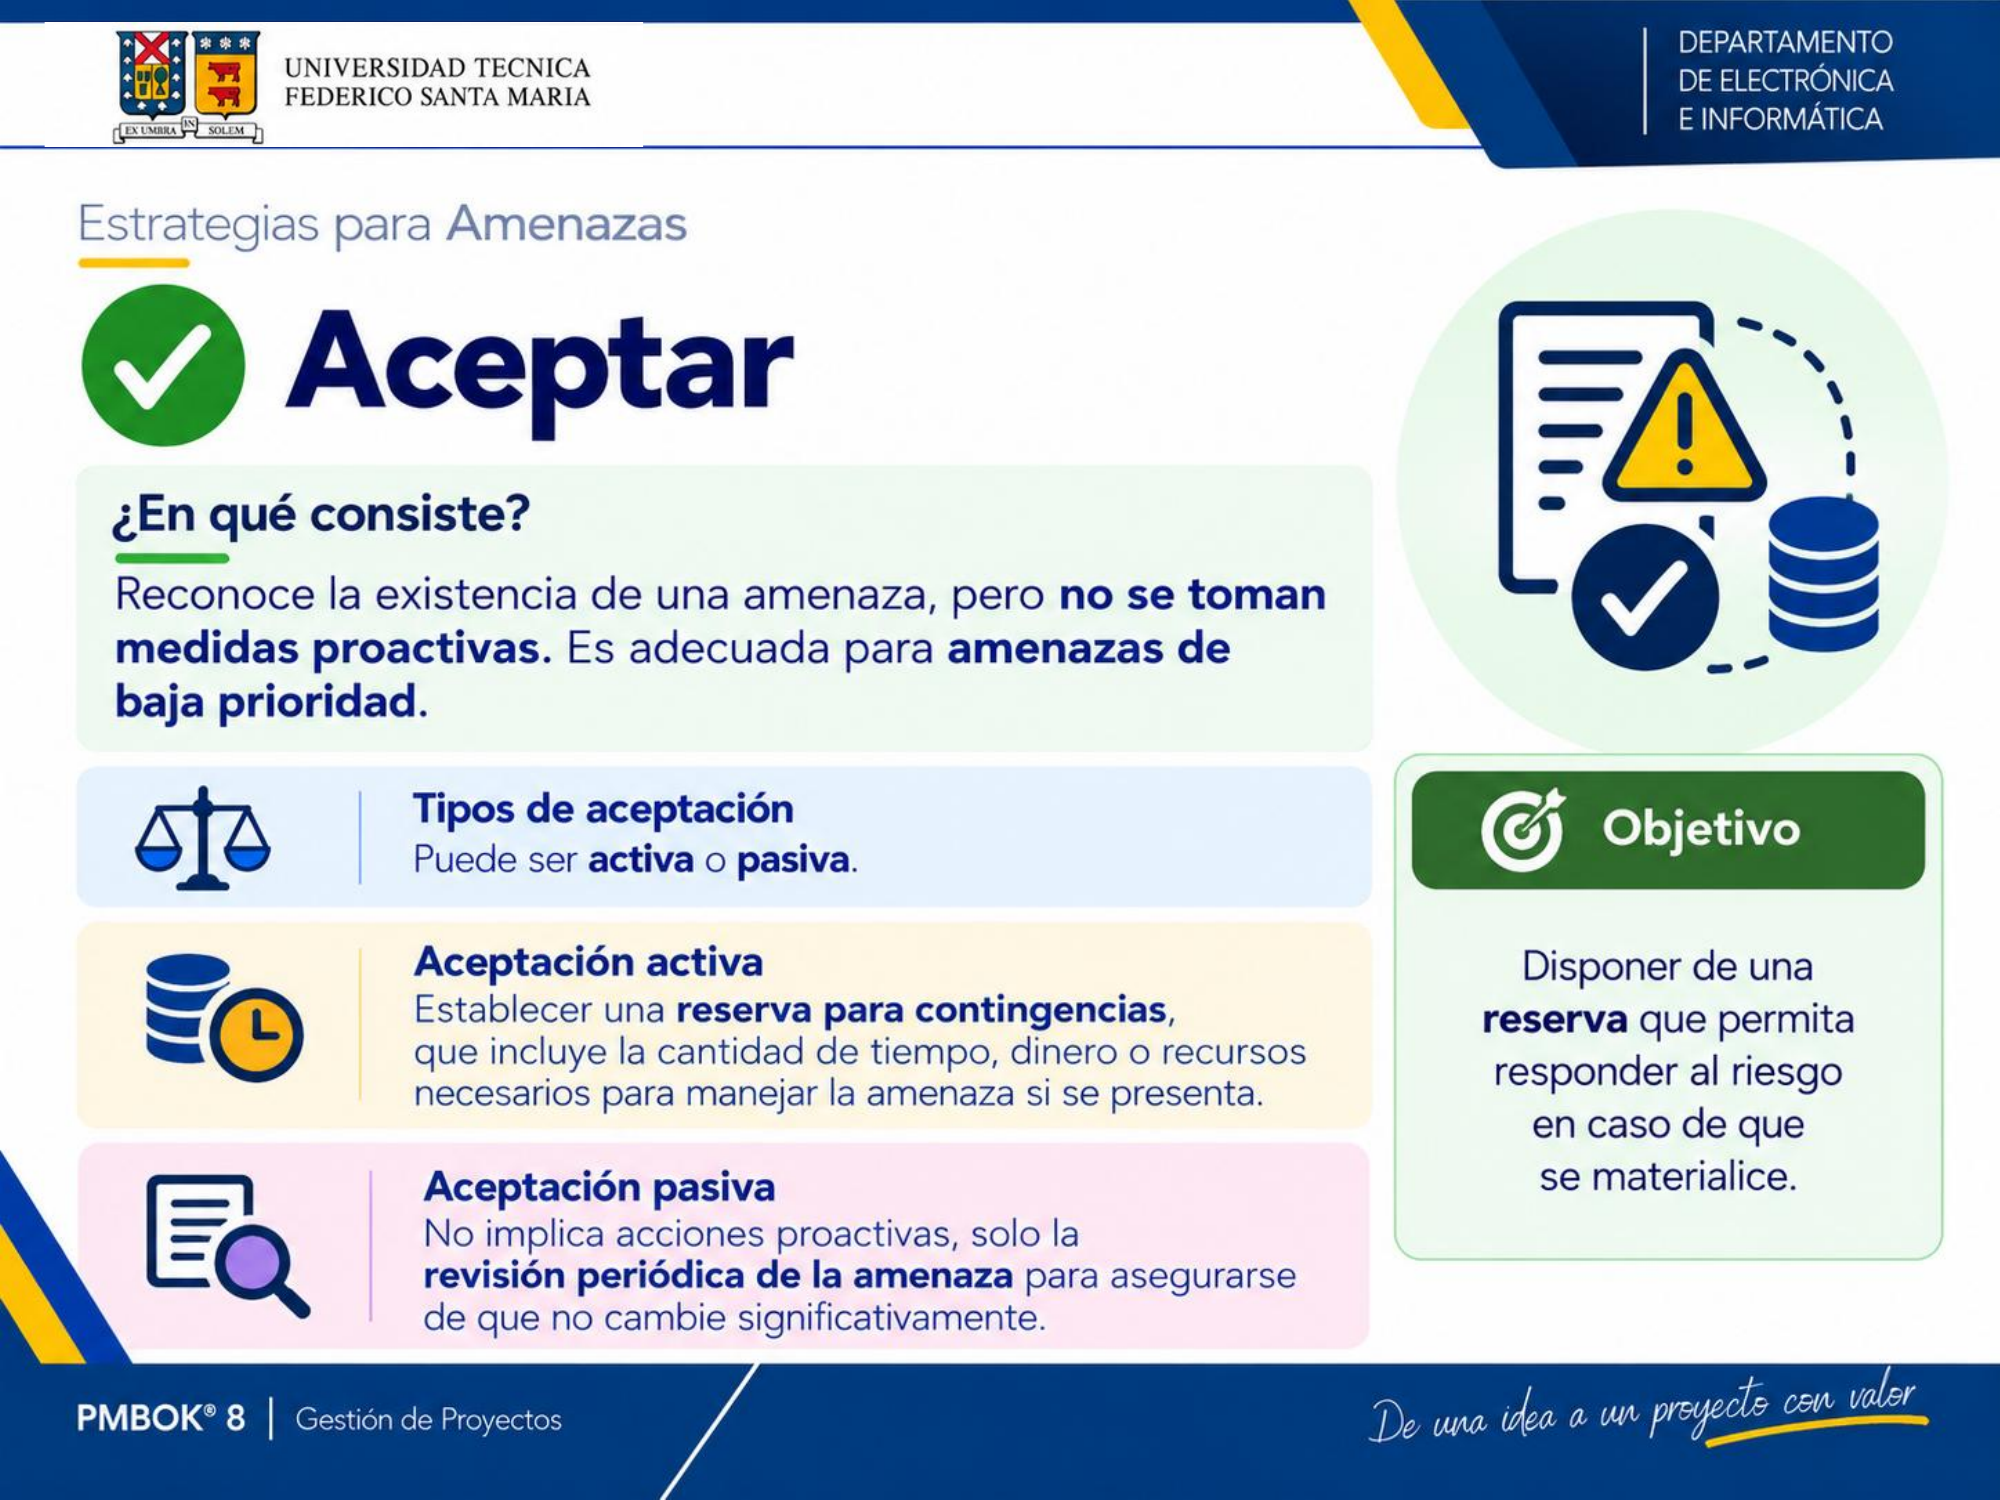 UNIVERSIDAD TECNICA
FEDERICO SANTA MARIA
EX UMBRA IN SOLEM
DEPARTAMENTO
DE ELECTRÓNICA
E INFORMÁTICA
Estrategias para Amenazas
Aceptar
¿En qué consiste?
Reconoce la existencia de una amenaza, pero no se toman
medidas proactivas. Es adecuada para amenazas de
baja prioridad.
Tipos de aceptación
Puede ser activa o pasiva.
Aceptación activa
Establecer una reserva para contingencias,
que incluye la cantidad de tiempo, dinero o recursos
necesarios para manejar la amenaza si se presenta.
Aceptación pasiva
No implica acciones proactivas, solo la
revisión periódica de la amenaza para asegurarse
de que no cambie significativamente.
Objetivo
Disponer de una
reserva que permita
responder al riesgo
en caso de que
se materialice.
PMBOK® 8 | Gestión de Proyectos
De una idea a un proyecto con valor